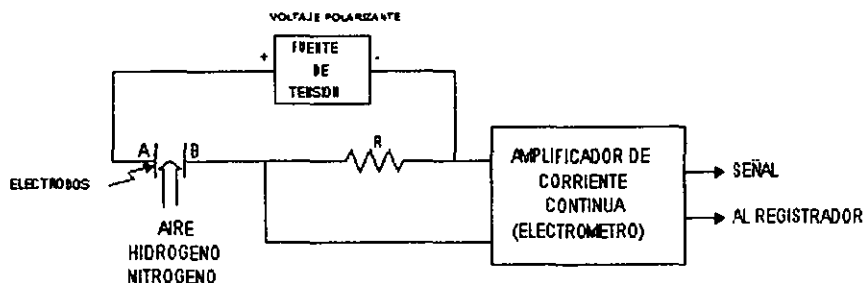 VOLTAJE POLARIZANTE
+
FUENTE
-
DE
TENSION
A
B
R
ELECTRODOS
AIRE
HIDROGENO
NITROGENO
AMPLIFICADOR DE
CORRIENTE
CONTINUA
(ELECTROMETRO)
SEÑAL
AL REGISTRADOR